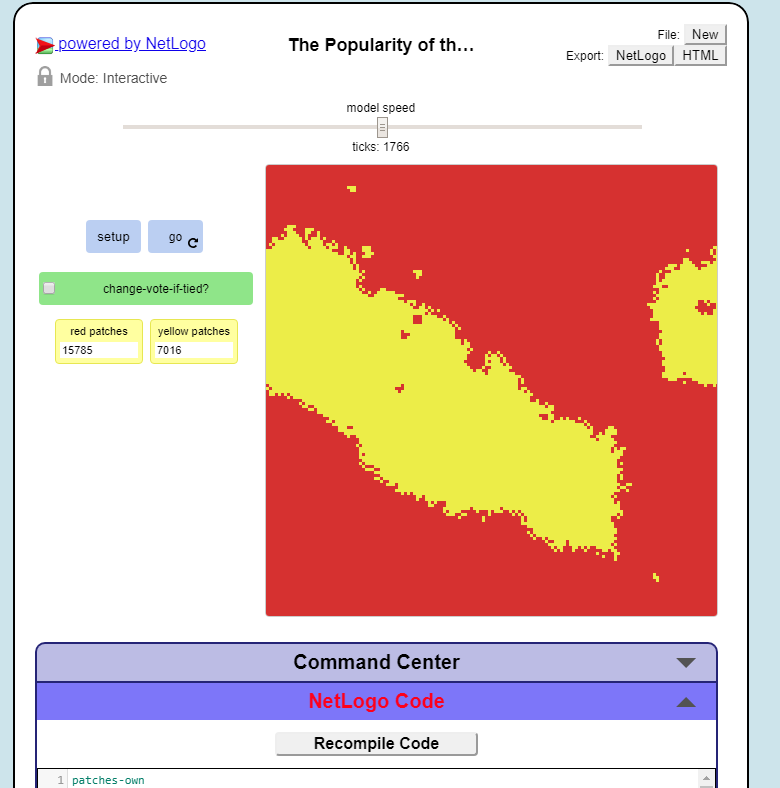 powered by NetLogo
The Popularity of th...
File: New
Export: NetLogo HTML
Mode: Interactive
model speed
ticks: 1766
setup
go
change-vote-if-tied?
red patches
15785
yellow patches
7016
Command Center
NetLogo Code
Recompile Code
1 patches-own